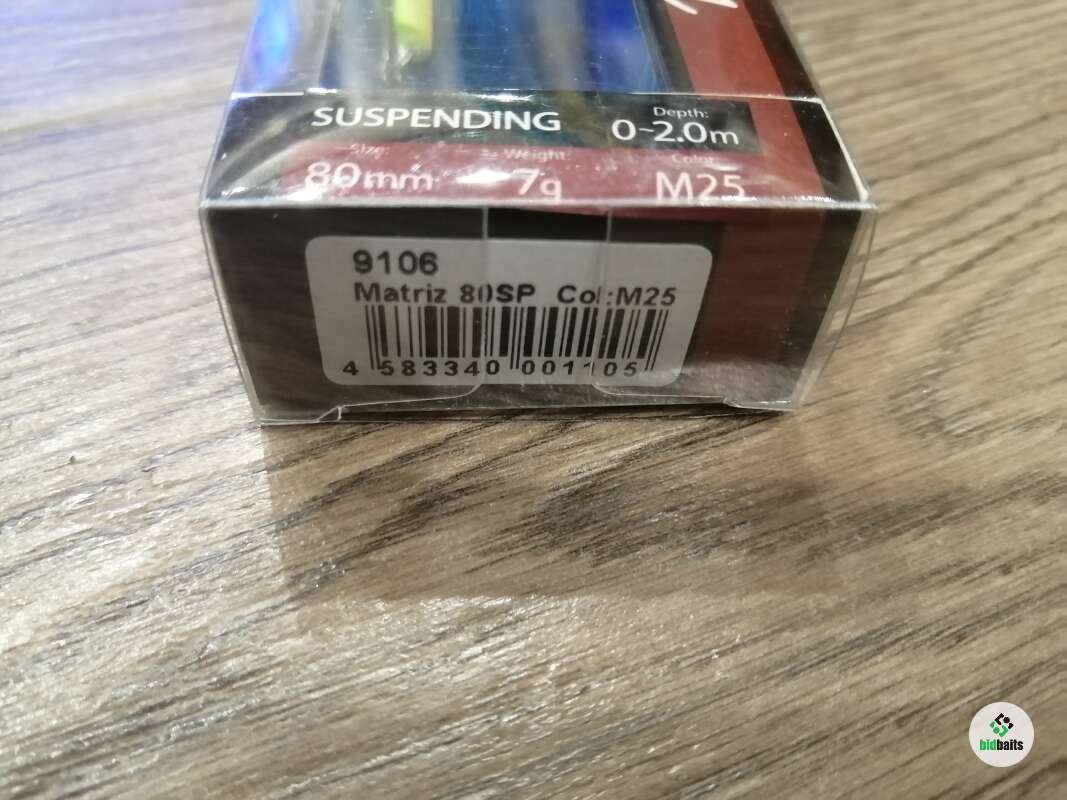 SUSPENDING
Depth:
0~2.0m
Size: Weight: Color
80mm 7g M25
9106
Matriz 80SP Col:M25
4 583340 001105
bidbaits